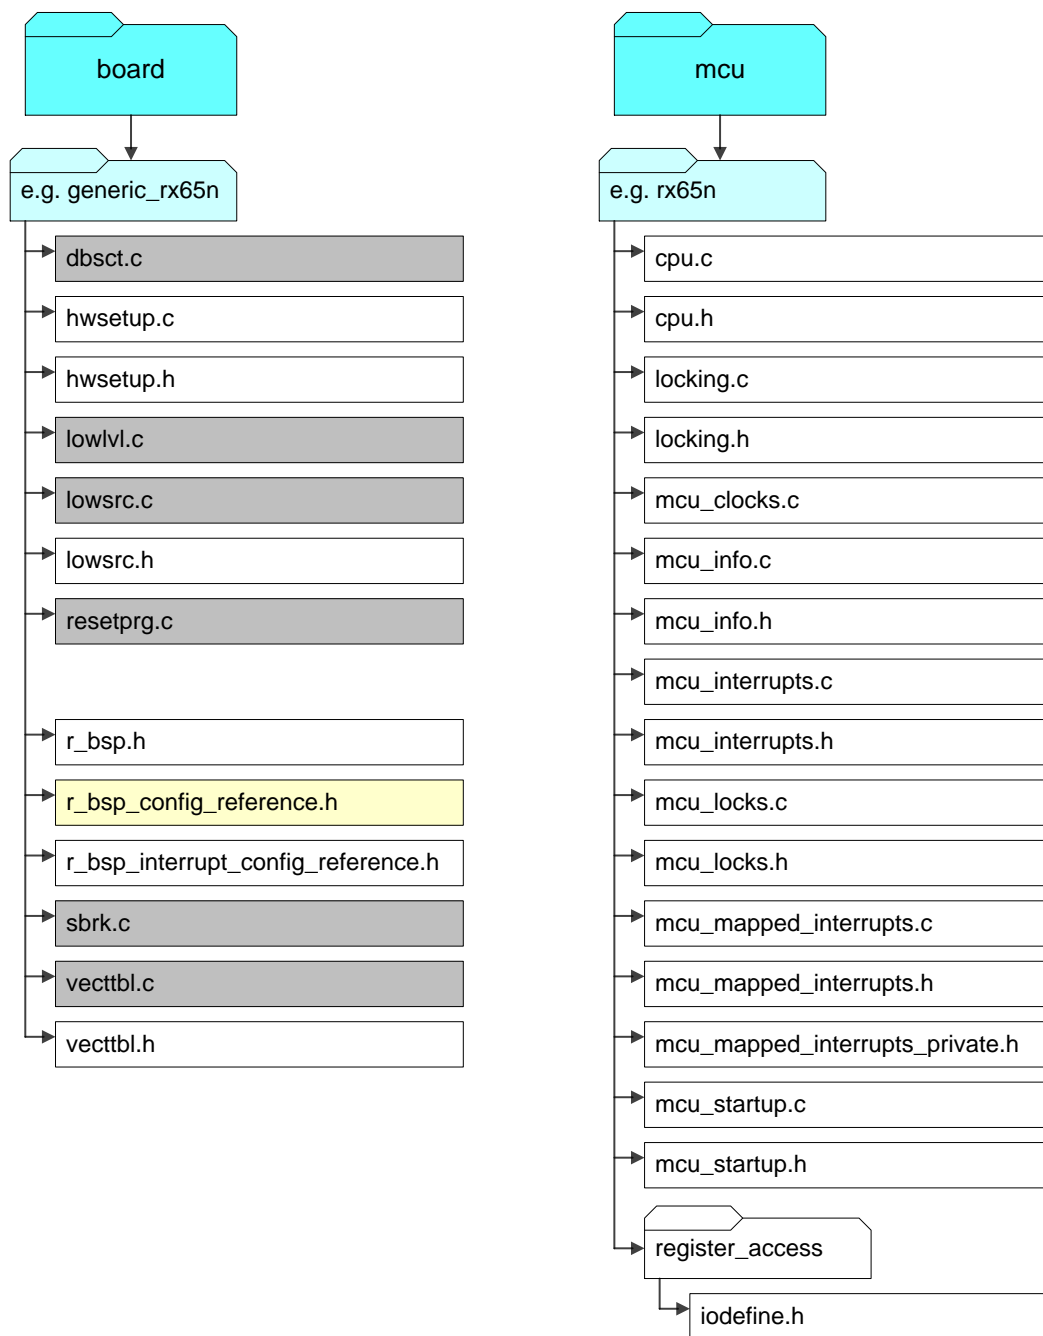 board
e.g. generic_rx65n
dbsct.c
hwsetup.c
hwsetup.h
lowlvl.c
lowsrc.c
lowsrc.h
resetprg.c
r_bsp.h
r_bsp_config_reference.h
r_bsp_interrupt_config_reference.h
sbrk.c
vecttbl.c
vecttbl.h
mcu
e.g. rx65n
cpu.c
cpu.h
locking.c
locking.h
mcu_clocks.c
mcu_info.c
mcu_info.h
mcu_interrupts.c
mcu_interrupts.h
mcu_locks.c
mcu_locks.h
mcu_mapped_interrupts.c
mcu_mapped_interrupts.h
mcu_mapped_interrupts_private.h
mcu_startup.c
mcu_startup.h
register_access
iodefine.h